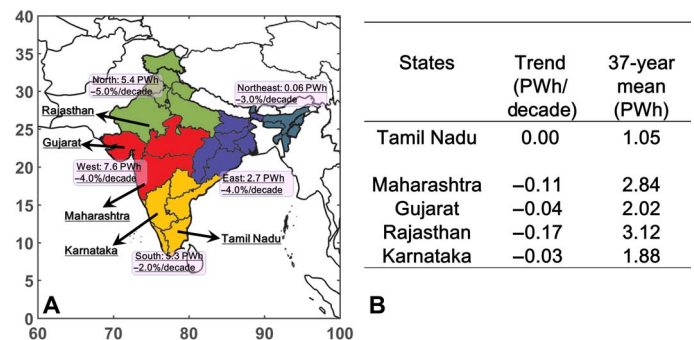 40
35
30
25
20
15
10
5
0
60
70
80
90
100
North: 5.4 PWh
−5.0%/decade
Northeast: 0.06 PWh
−3.0%/decade
Rajasthan
Gujarat
West: 7.6 PWh
−4.0%/decade
East: 2.7 PWh
−4.0%/decade
Maharashtra
Karnataka
Tamil Nadu
South: 5.3 PWh
−2.0%/decade
A
States Trend 37-year
(PWh/ mean
decade) (PWh)
Tamil Nadu 0.00 1.05
Maharashtra −0.11 2.84
Gujarat −0.04 2.02
Rajasthan −0.17 3.12
Karnataka −0.03 1.88
B